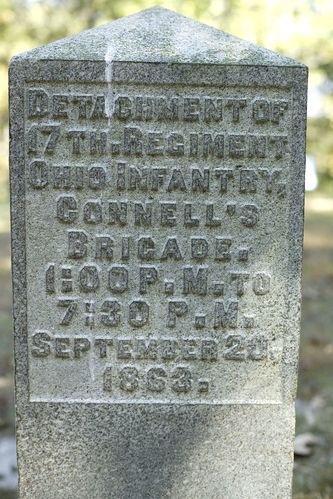 DETACHMENT OF
17TH. REGIMENT
OHIO INFANTRY.
CONNELL'S
BRIGADE.
1:00 P.M. TO
7:30 P.M.
SEPTEMBER 20.
1863.